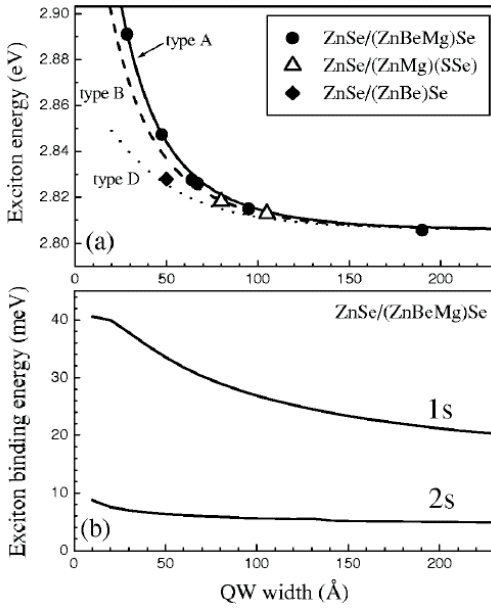 2.90
2.88
2.86
2.84
2.82
2.80
Exciton energy (eV)
type A
type B
type D
(a)
ZnSe/(ZnBeMg)Se
ZnSe/(ZnMg)(SSe)
ZnSe/(ZnBe)Se
0 50 100 150 200
40
30
20
10
0
Exciton binding energy (meV)
ZnSe/(ZnBeMg)Se
1s
2s
(b)
0 50 100 150 200
QW width (Å)